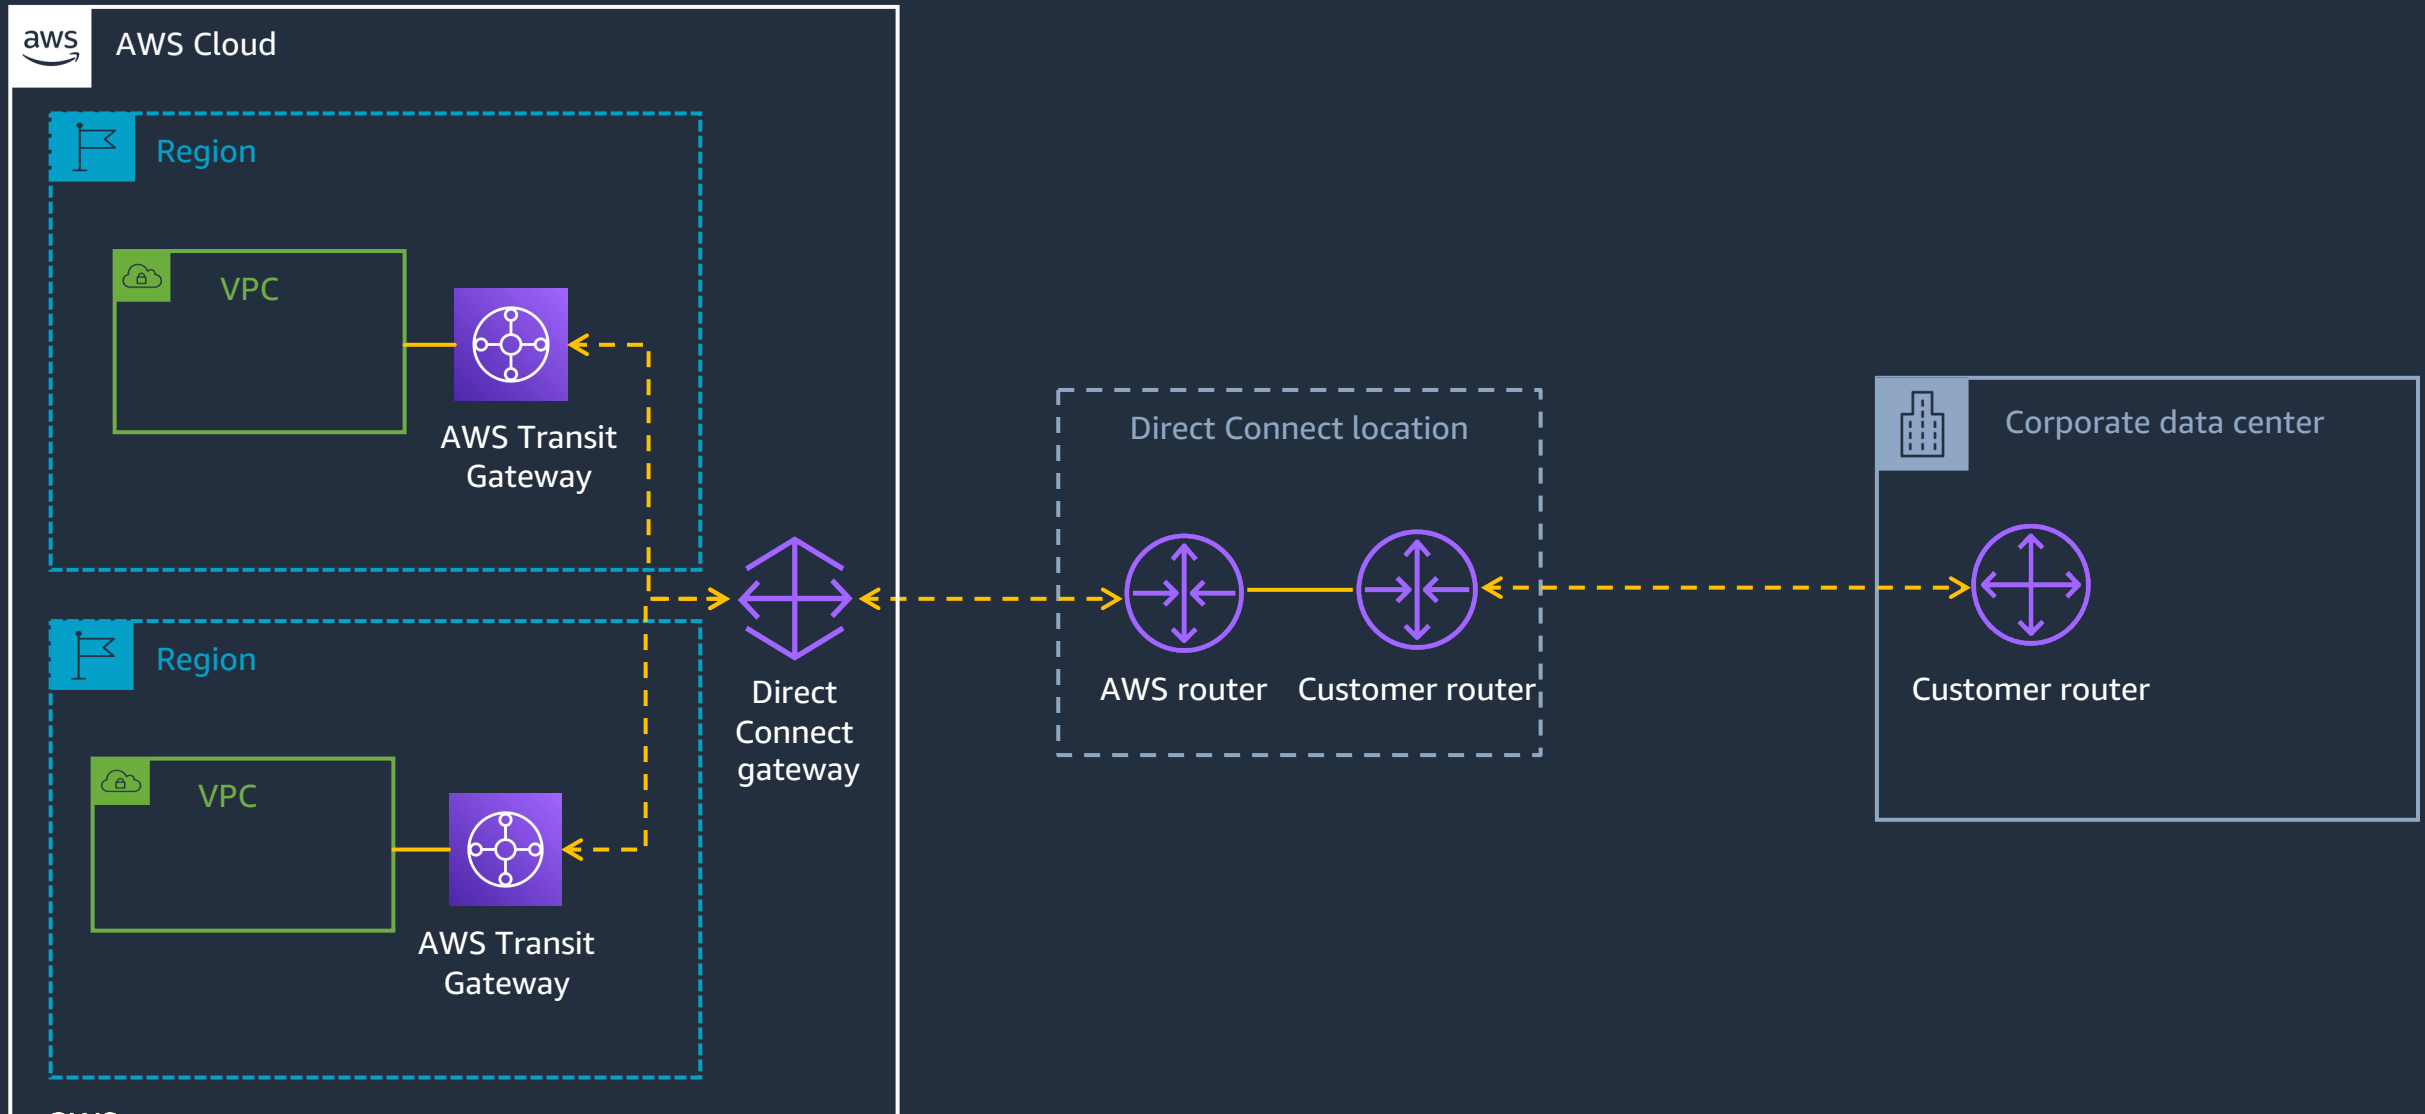 aws
AWS Cloud
Region
VPC
AWS Transit
Gateway
Region
VPC
AWS Transit
Gateway
Direct
Connect
gateway
Direct Connect location
AWS router
Customer router
Corporate data center
Customer router